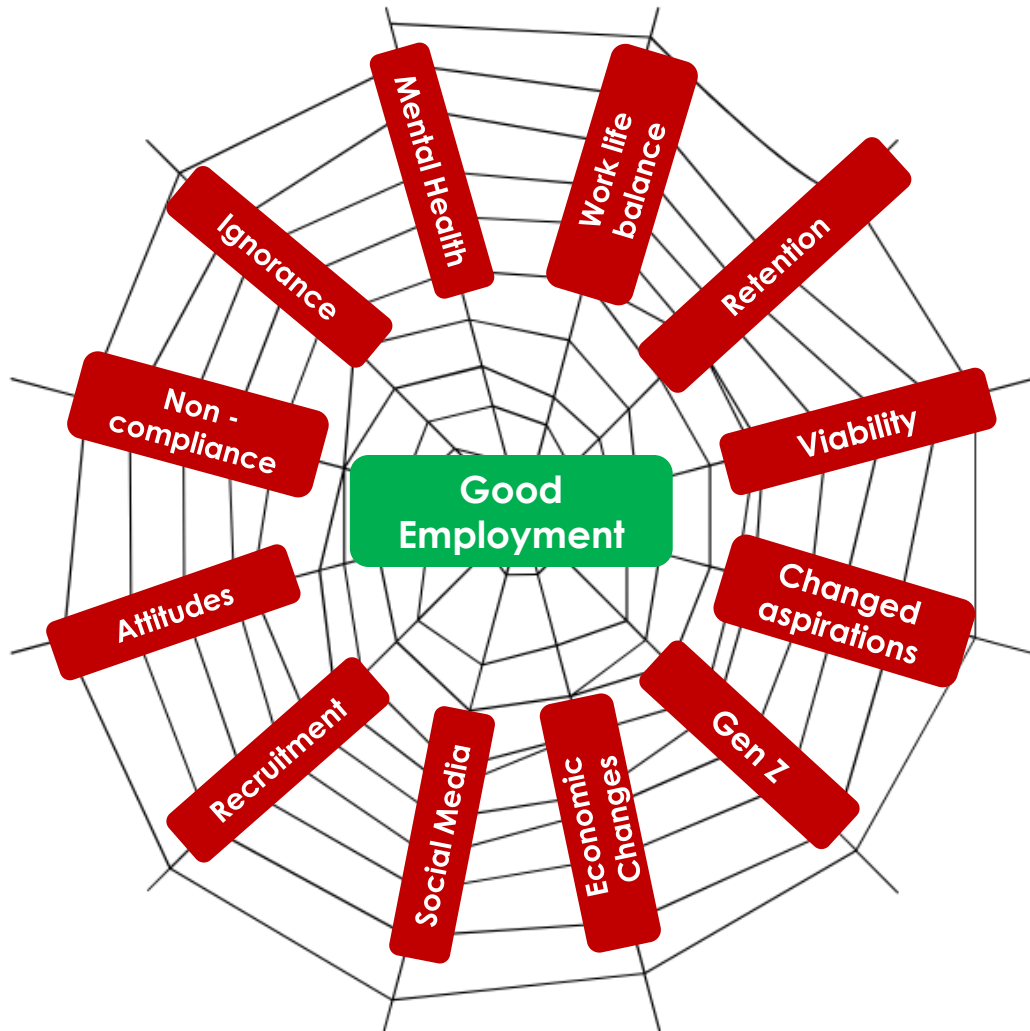 Good
Employment
Mental Health
Work life
balance
Retention
Viability
Changed
aspirations
Gen Z
Economic
Changes
Social Media
Recruitment
Attitudes
Non -
compliance
Ignorance